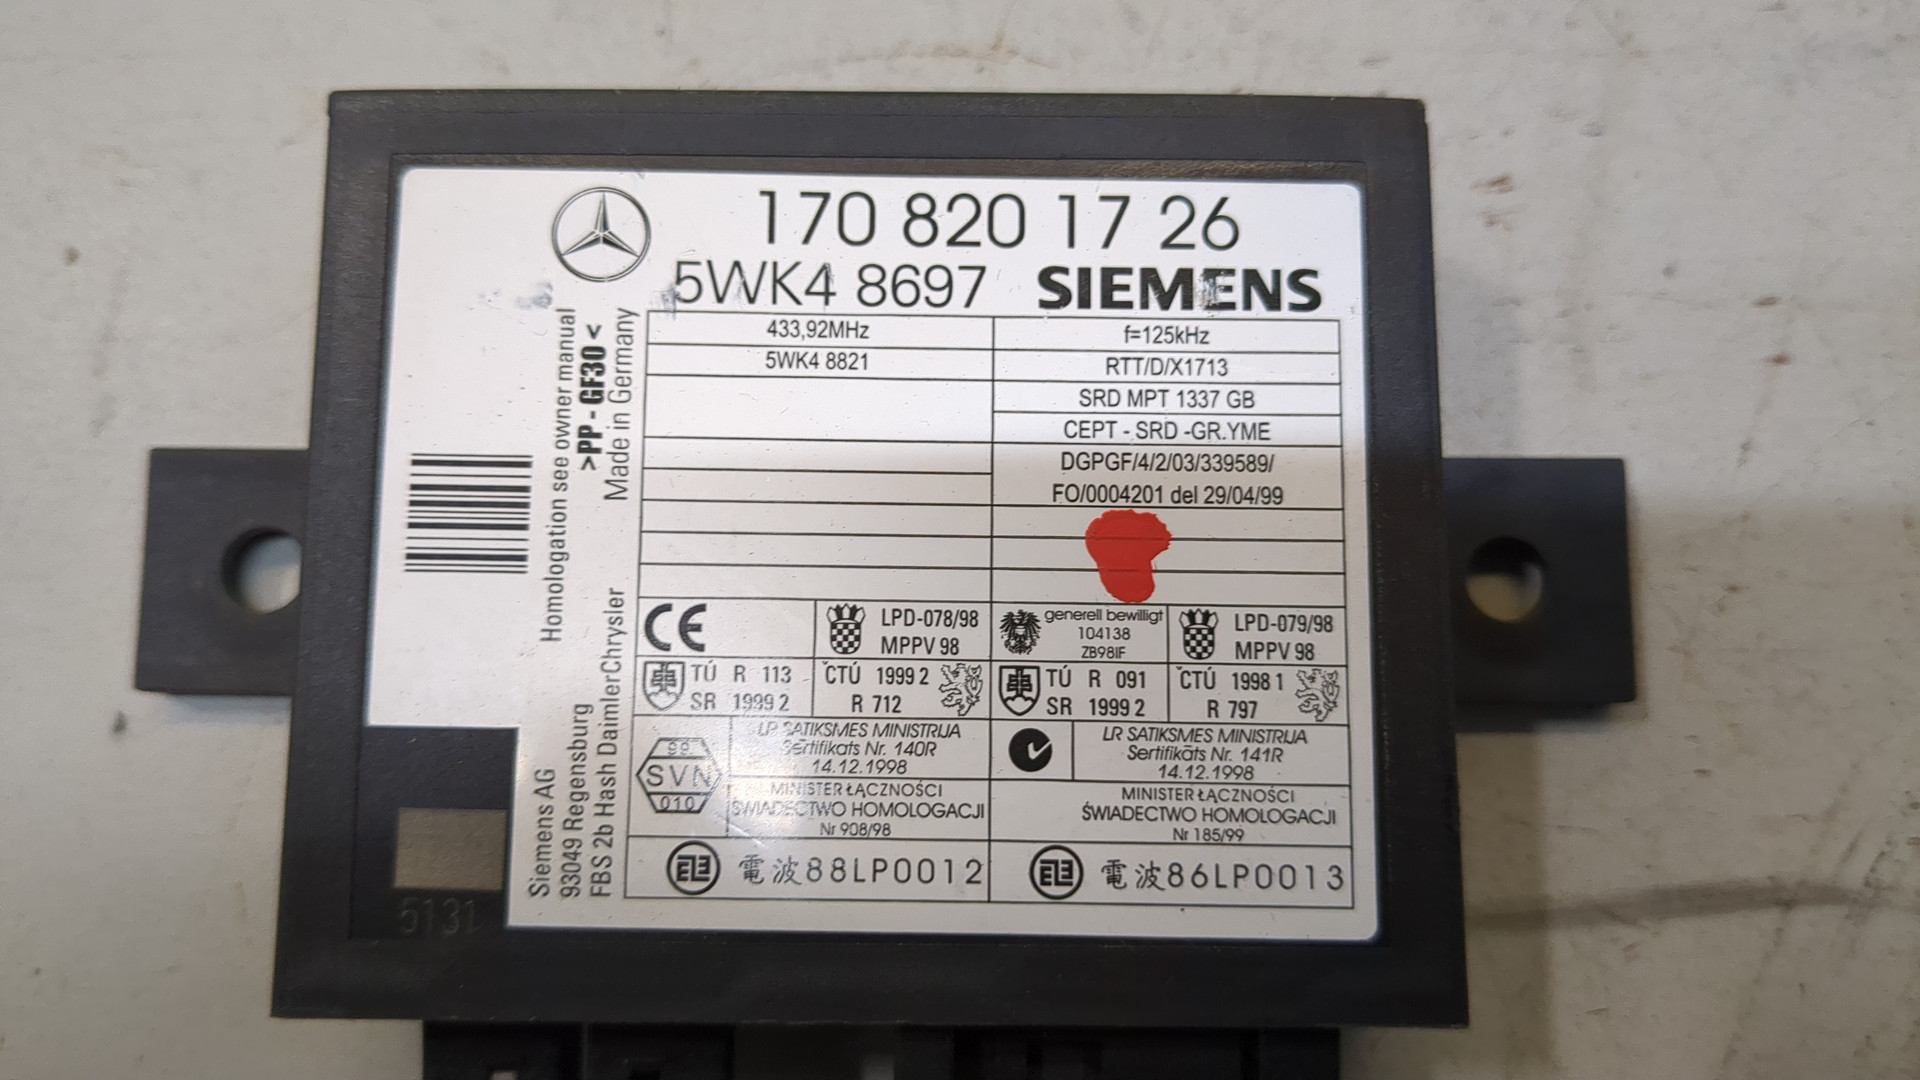 170 820 17 26
5WK4 8697 SIEMENS
433,92MHz
f=125kHz
5WK4 8821
RTT/D/X1713
SRD MPT 1337 GB
CEPT - SRD -GR.YME
DGPGF/4/2/03/339589/
FO/0004201 del 29/04/99
Homologation see owner manual
>PP - GF30<
Made in Germany
Siemens AG
93049 Regensburg
FBS 2b Hash DaimlerChrysler
CE
LPD-078/98
MPPV 98
generell bewilligt
104138
ZB98IF
LPD-079/98
MPPV 98
TÚ R 113
SR 1999 2
ČTÚ 1999 2
R 712
TÚ R 091
SR 1999 2
ČTÚ 1998 1
R 797
99
SVN
010
LR SATIKSMES MINISTRIJA
Sertifikāts Nr. 140R
14.12.1998
LR SATIKSMES MINISTRIJA
Sertifikāts Nr. 141R
14.12.1998
MINISTER ŁĄCZNOŚCI
ŚWIADECTWO HOMOLOGACJI
Nr 908/98
MINISTER ŁĄCZNOŚCI
ŚWIADECTWO HOMOLOGACJI
Nr 185/99
電波88LP0012
電波86LP0013
5131